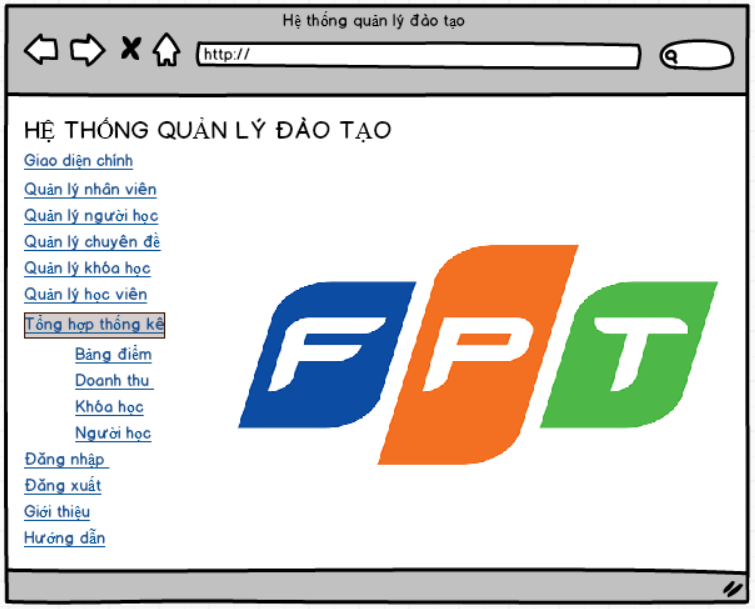 Hệ thống quản lý đào tạo
http://
HỆ THỐNG QUẢN LÝ ĐÀO TẠO
Giao diện chính
Quản lý nhân viên
Quản lý người học
Quản lý chuyên đề
Quản lý khóa học
Quản lý học viên
Tổng hợp thống kê
Bảng điểm
Doanh thu
Khóa học
Người học
Đăng nhập
Đăng xuất
Giới thiệu
Hướng dẫn
FPT